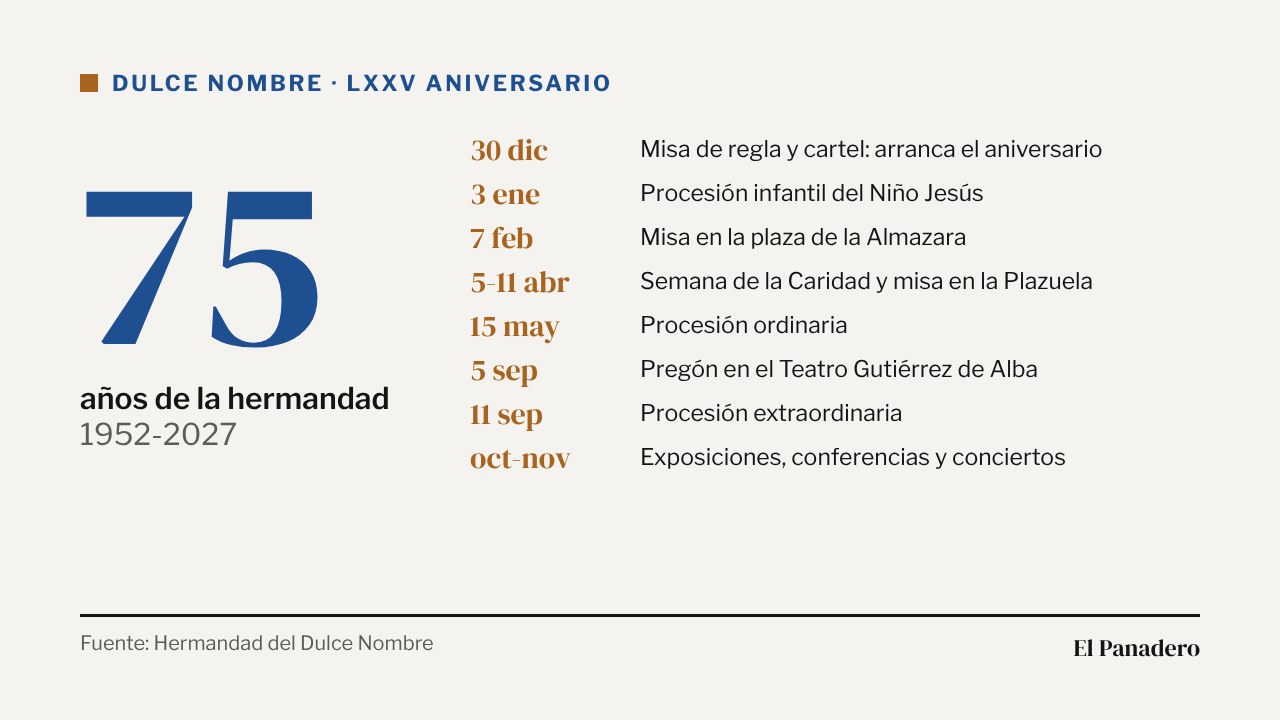 DULCE NOMBRE · LXXV ANIVERSARIO
75
años de la hermandad
1952-2027
30 dic Misa de regla y cartel: arranca el aniversario
3 ene Procesión infantil del Niño Jesús
7 feb Misa en la plaza de la Almazara
5-11 abr Semana de la Caridad y misa en la Plazuela
15 may Procesión ordinaria
5 sep Pregón en el Teatro Gutiérrez de Alba
11 sep Procesión extraordinaria
oct-nov Exposiciones, conferencias y conciertos
Fuente: Hermandad del Dulce Nombre
El Panadero